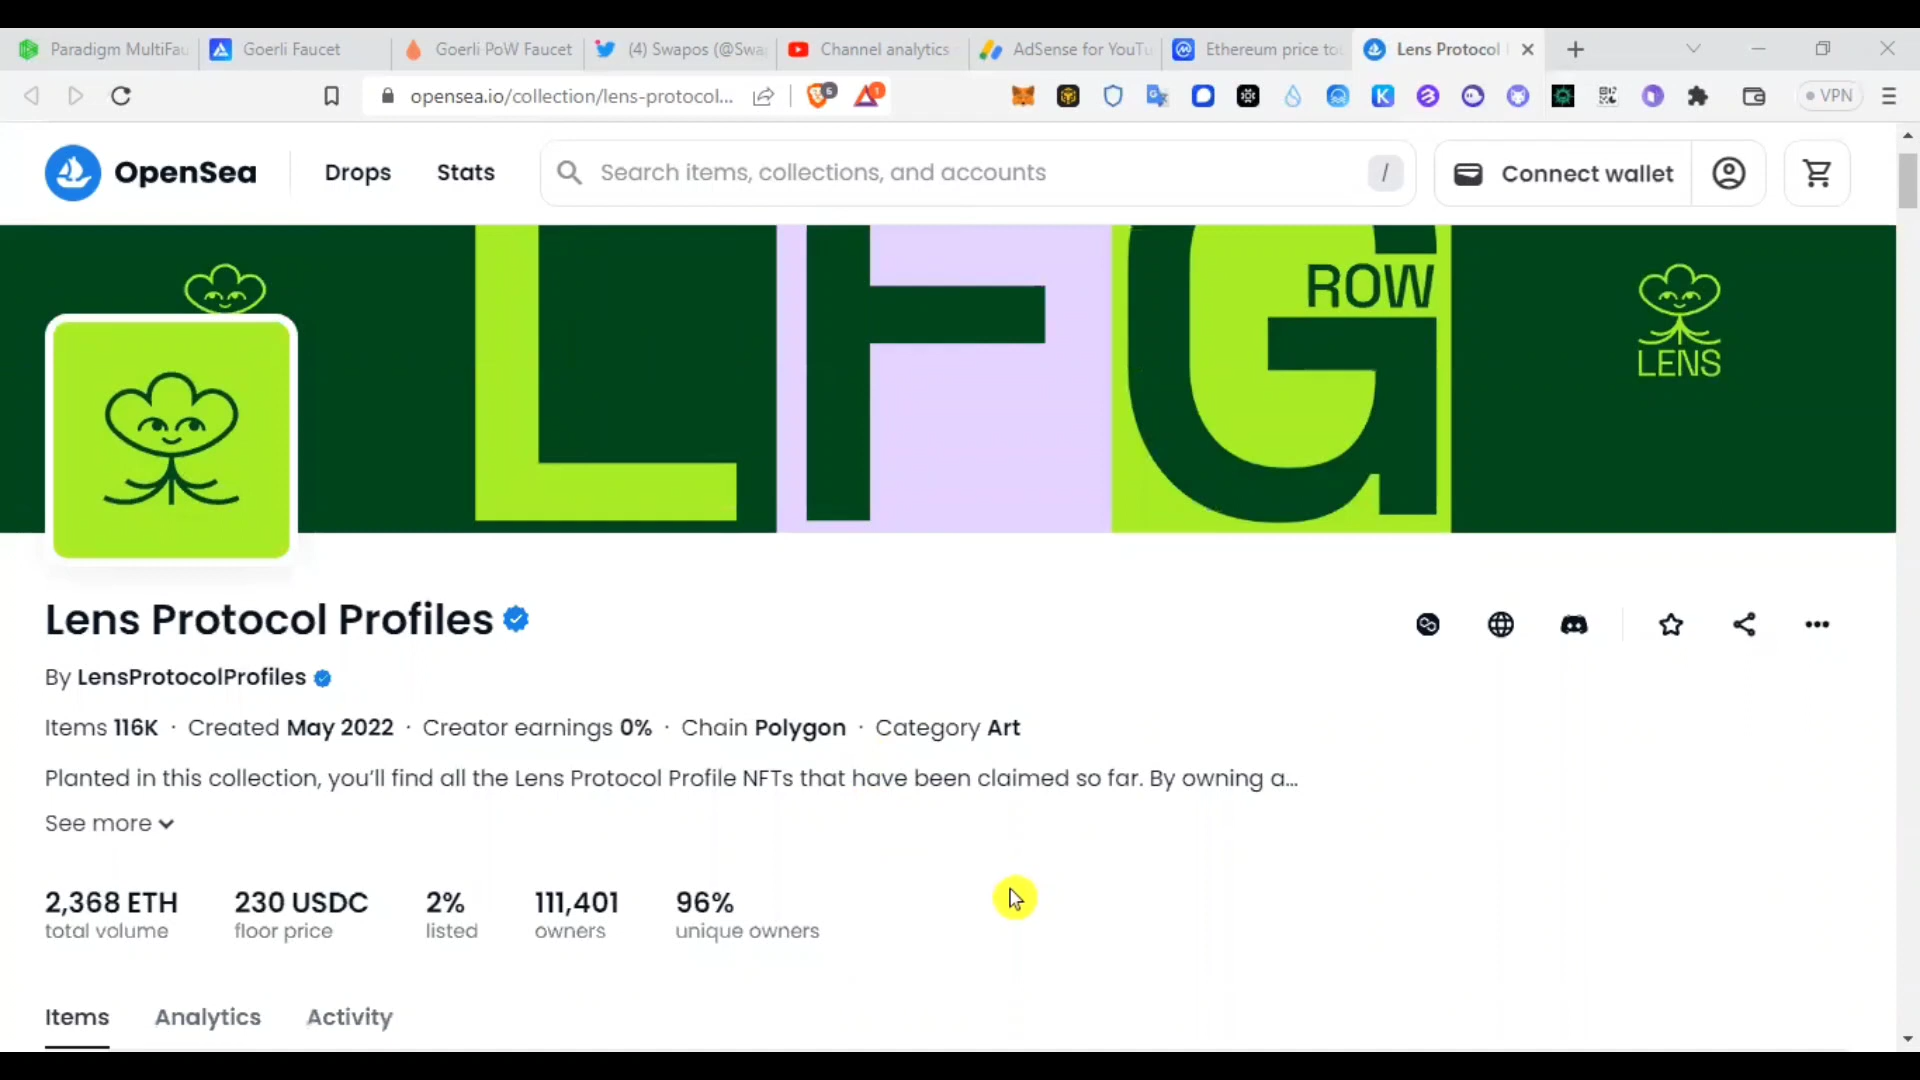 Paradigm MultiFau
Goerli Faucet
Goerli PoW Faucet
(4) Swapos (@Swa
Channel analytics
AdSense for YouTu
Ethereum price to
Lens Protocol
opensea.io/collection/lens-protocol...
6
1
K
VPN
OpenSea
Drops
Stats
Search items, collections, and accounts
/
Connect wallet
LFG
ROW
LENS
Lens Protocol Profiles
By LensProtocolProfiles
Items 116K · Created May 2022 · Creator earnings 0% · Chain Polygon · Category Art
Planted in this collection, you'll find all the Lens Protocol Profile NFTs that have been claimed so far. By owning a...
See more
2,368 ETH
total volume
230 USDC
floor price
2%
listed
111,401
owners
96%
unique owners
Items
Analytics
Activity